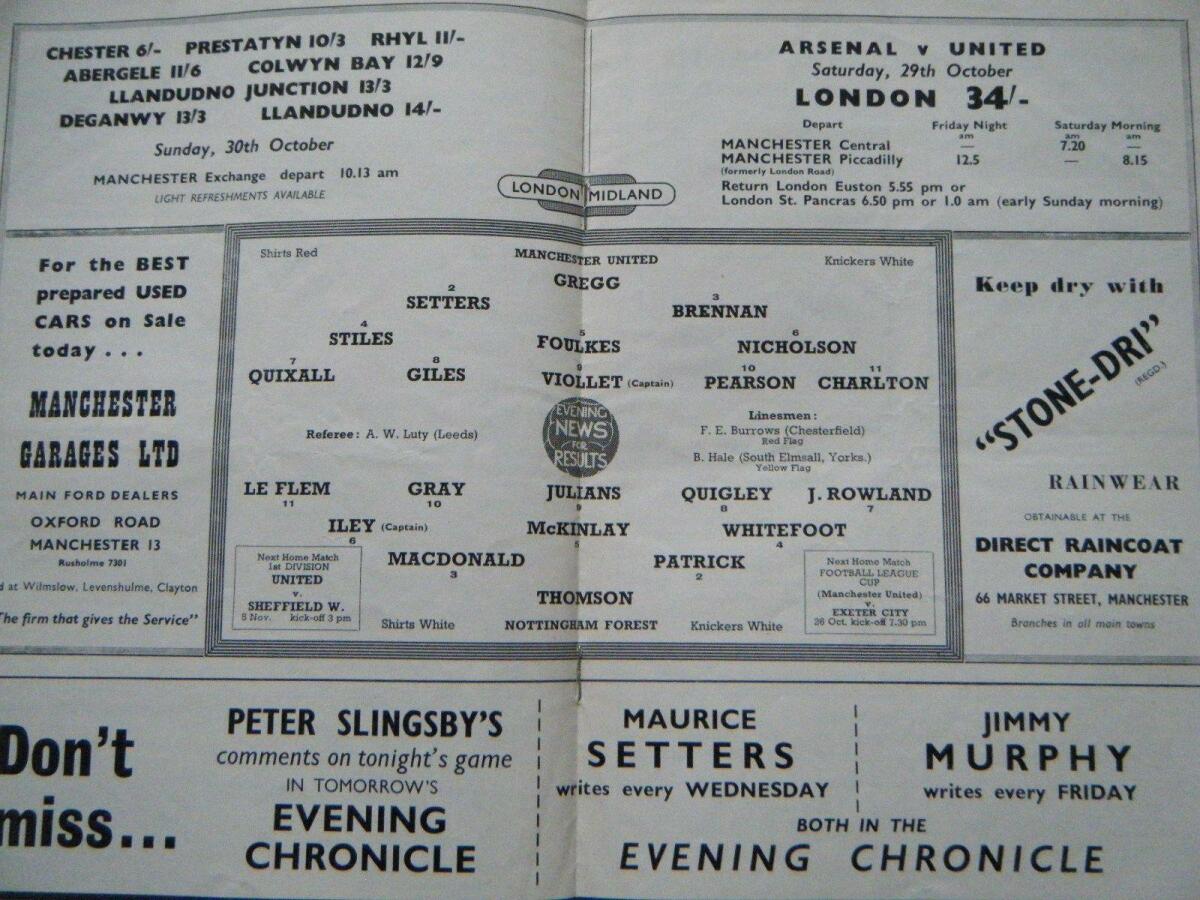 CHESTER 6/- PRESTATYN 10/3 RHYL 11/-
ABERGELE 11/6 COLWYN BAY 12/9
LLANDUDNO JUNCTION 13/3
DEGANWY 13/3 LLANDUDNO 14/-
Sunday, 30th October
MANCHESTER Exchange depart 10.13 am
LIGHT REFRESHMENTS AVAILABLE
LONDON MIDLAND
ARSENAL v UNITED
Saturday, 29th October
LONDON 34/-
Depart Friday Night Saturday Morning
am am am
MANCHESTER Central — 7.20 —
MANCHESTER Piccadilly 12.5 — 8.15
(formerly London Road)
Return London Euston 5.55 pm or
London St. Pancras 6.50 pm or 1.0 am (early Sunday morning)
For the BEST
prepared USED
CARS on Sale
today . . .
MANCHESTER
GARAGES LTD
MAIN FORD DEALERS
OXFORD ROAD
MANCHESTER 13
Rusholme 7301
at Wilmslow, Levenshulme, Clayton
The firm that gives the Service"
Shirts Red MANCHESTER UNITED Knickers White
GREGG
2 3
SETTERS BRENNAN
4 5 6
STILES FOULKES NICHOLSON
7 8 9 10 11
QUIXALL GILES VIOLLET (Captain) PEARSON CHARLTON
Referee: A. W. Luty (Leeds)
EVENING
NEWS
FOR
RESULTS
Linesmen:
F. E. Burrows (Chesterfield)
Red Flag
B. Hale (South Elmsall, Yorks.)
Yellow Flag
LE FLEM GRAY JULIANS QUIGLEY J. ROWLAND
11 10 9 8 7
ILEY (Captain) McKINLAY WHITEFOOT
6 5 4
MACDONALD PATRICK
3 2
THOMSON
Shirts White NOTTINGHAM FOREST Knickers White
Next Home Match
1st DIVISION
UNITED
v.
SHEFFIELD W.
5 Nov. kick-off 3 pm
Next Home Match
FOOTBALL LEAGUE
CUP
(Manchester United)
v.
EXETER CITY
26 Oct. kick-off 7.30 pm
Keep dry with
"STONE-DRI"
(REGD.)
RAINWEAR
OBTAINABLE AT THE
DIRECT RAINCOAT
COMPANY
66 MARKET STREET, MANCHESTER
Branches in all main towns
Don't
miss...
PETER SLINGSBY'S
comments on tonight's game
IN TOMORROW'S
EVENING
CHRONICLE
MAURICE
SETTERS
writes every WEDNESDAY
JIMMY
MURPHY
writes every FRIDAY
BOTH IN THE
EVENING CHRONICLE